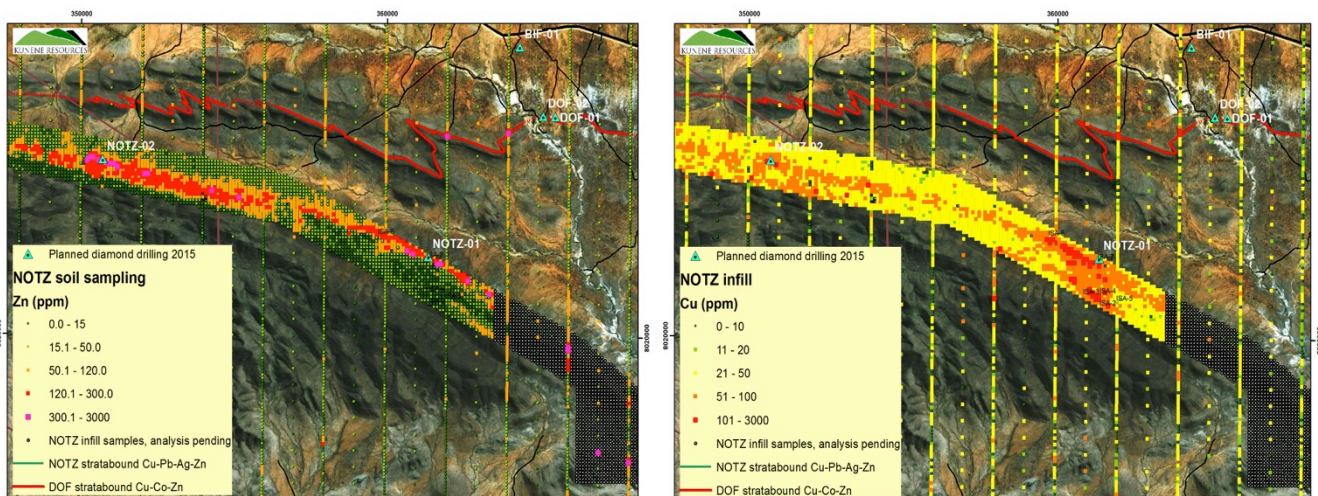 350000
360000
KUNENE RESOURCES
BIF-01
DOF-02
DOF-01
NOTZ-02
NOTZ-01
8020000
Planned diamond drilling 2015
NOTZ soil sampling
Zn (ppm)
0.0 - 15
15.1 - 50.0
50.1 - 120.0
120.1 - 300.0
300.1 - 3000
NOTZ infill samples, analysis pending
NOTZ stratabound Cu-Pb-Ag-Zn
DOF stratabound Cu-Co-Zn
350000
360000
KUNENE RESOURCES
BIF-01
DOF-02
DOF-01
NOTZ-02
NOTZ-01
8020000
Planned diamond drilling 2015
NOTZ infill
Cu (ppm)
0 - 10
11 - 20
21 - 50
51 - 100
101 - 3000
NOTZ infill samples, analysis pending
NOTZ stratabound Cu-Pb-Ag-Zn
DOF stratabound Cu-Co-Zn